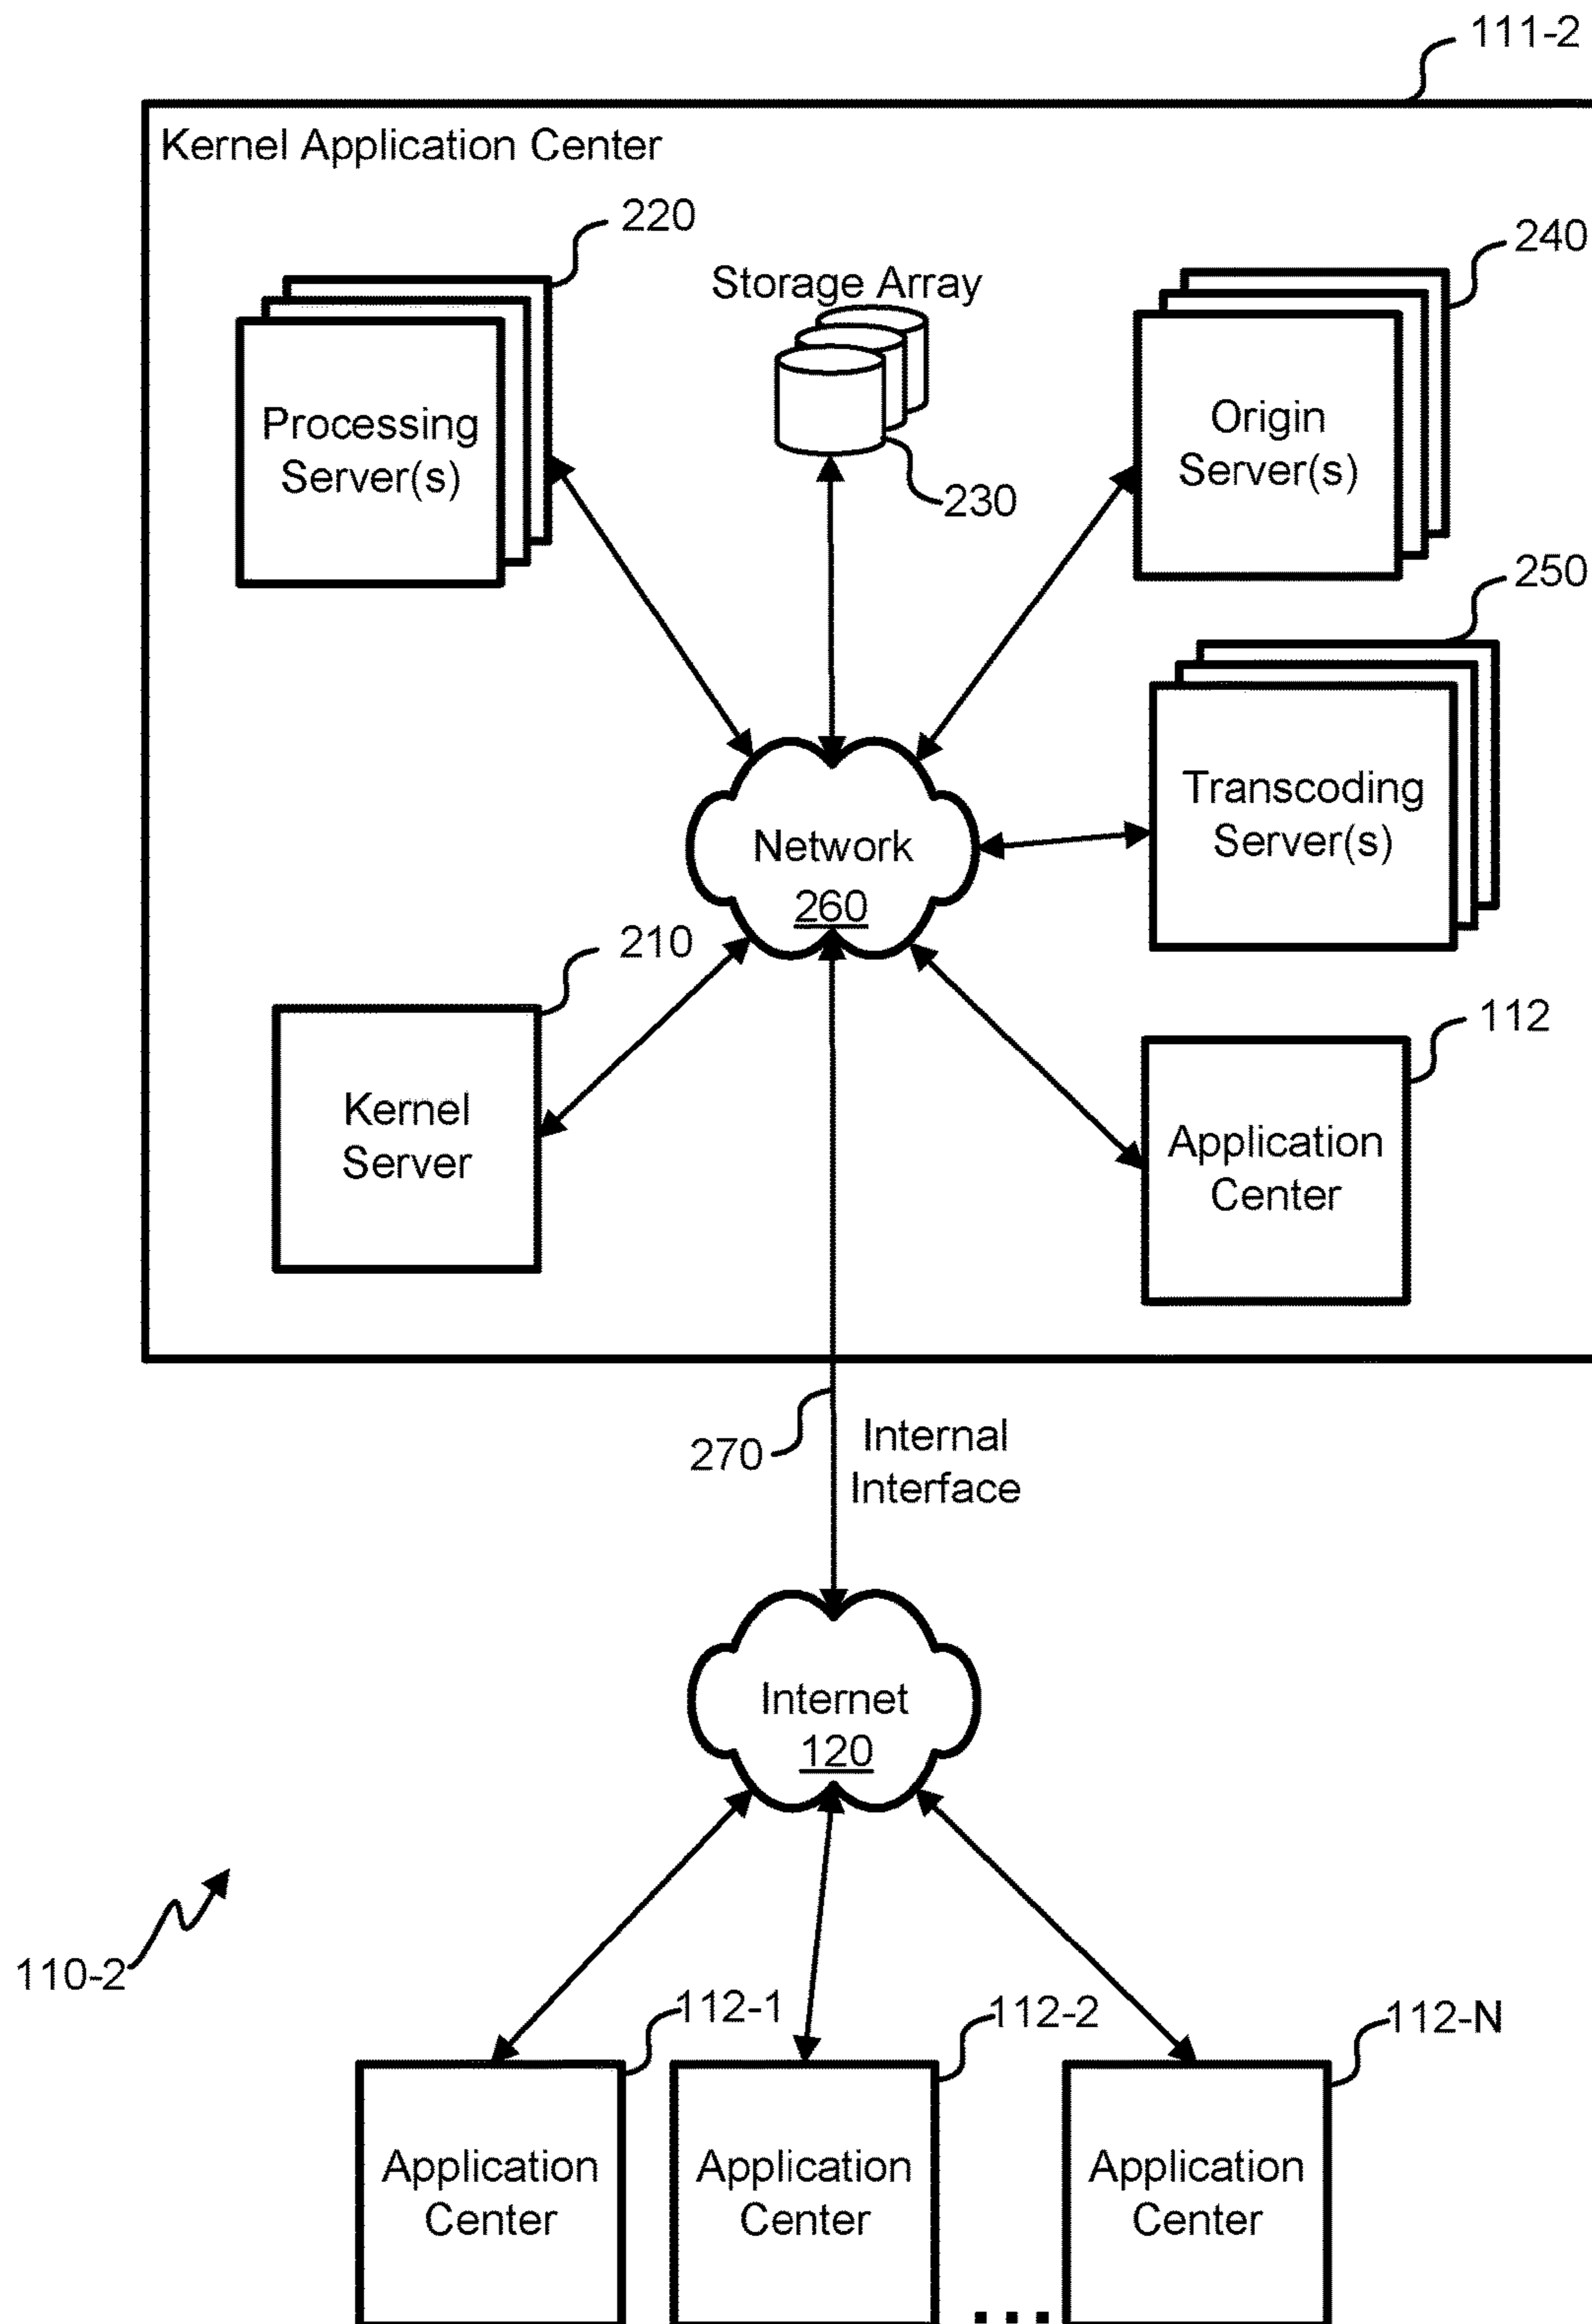 111-2
Kernel Application Center
220
240
Storage Array
Processing
Server(s)
Origin
Server(s)
230
250
Transcoding
Server(s)
Network
260
210
112
Kernel
Server
Application
Center
270
Internal
Interface
Internet
120
110-2
112-1
112-2
112-N
Application
Center
Application
Center
Application
Center
...